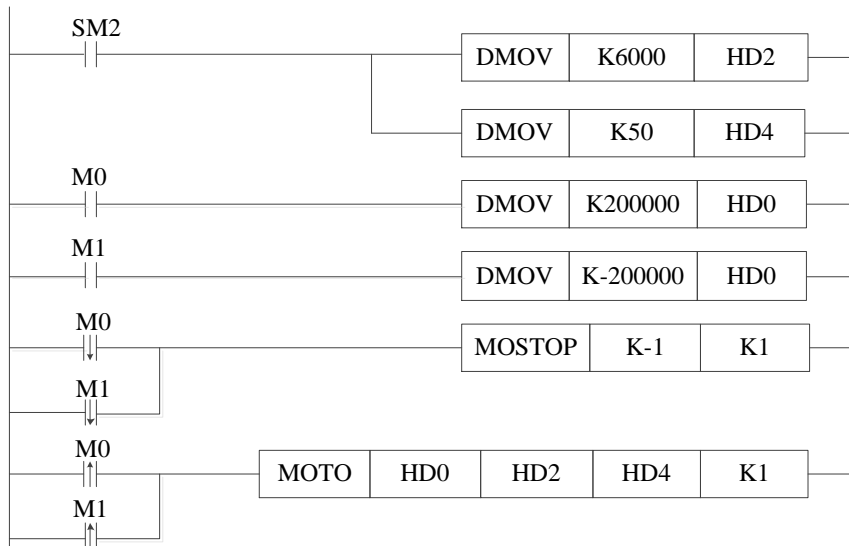 SM2
DMOV K6000 HD2
DMOV K50 HD4
M0
DMOV K200000 HD0
M1
DMOV K-200000 HD0
M0
MOSTOP K-1 K1
M1
M0
MOTO HD0 HD2 HD4 K1
M1